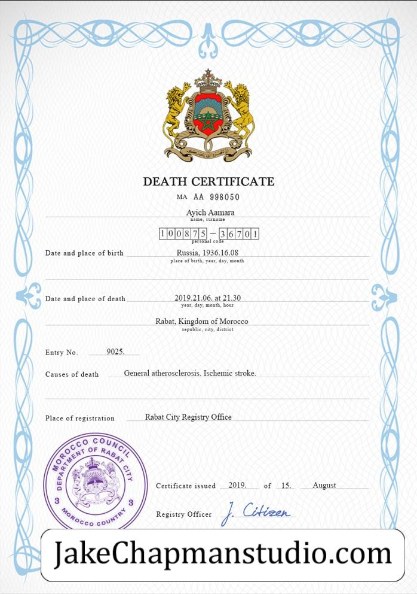 DEATH CERTIFICATE
MA AA 998050
Ayich Aamara
name, surname
100875-36701
personal code
Date and place of birth Russia, 1936.16.08
place of birth, year, day, month
Date and place of death 2019.21.06, at 21.30
year, day, month, hour
Rabat, Kingdom of Morocco
republic, city, district
Entry No. 9025.
Causes of death General atherosclerosis. Ischemic stroke.
Place of registration Rabat City Registry Office
MOROCCO COUNCIL
DEPARTMENT OF RABAT CITY
3 3
MOROCCO COUNTRY
Certificate issued 2019. of 15. August
Registry Officer J. Citizen
JakeChapmanstudio.com